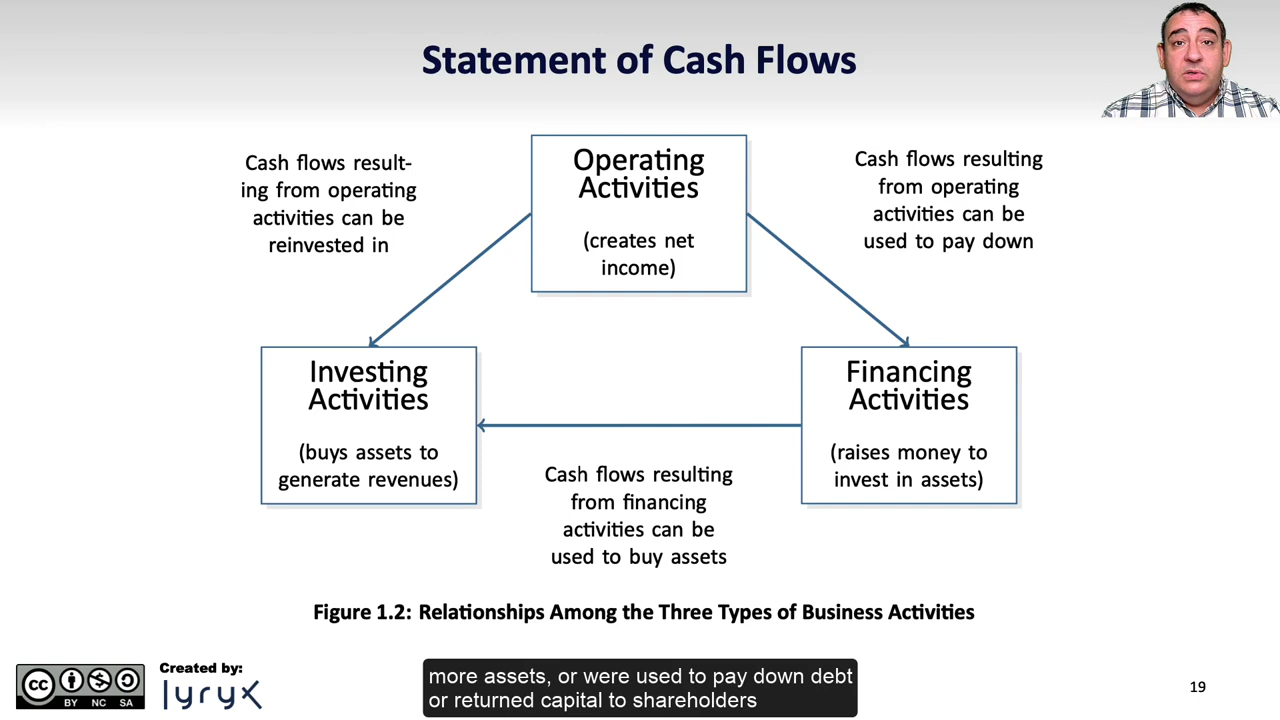 Statement of Cash Flows
Cash flows result-
ing from operating
activities can be
reinvested in
Operating
Activities
(creates net
income)
Cash flows resulting
from operating
activities can be
used to pay down
Investing
Activities
(buys assets to
generate revenues)
Financing
Activities
(raises money to
invest in assets)
Cash flows resulting
from financing
activities can be
used to buy assets
Figure 1.2: Relationships Among the Three Types of Business Activities
cc
BY NC SA
Created by:
lyryx
more assets, or were used to pay down debt
or returned capital to shareholders
19